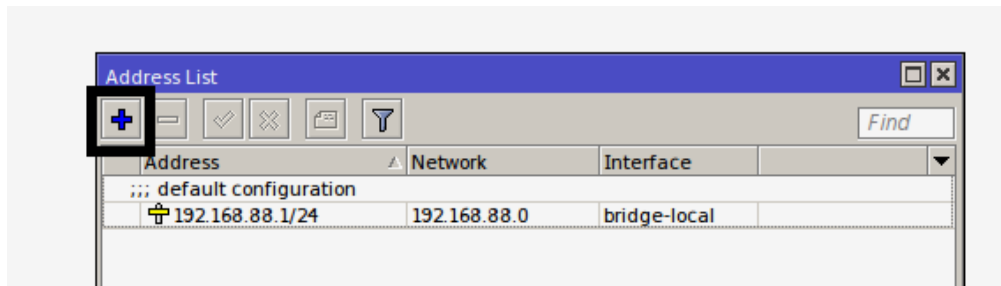 Address List
Find
Address Network Interface
;;; default configuration
192.168.88.1/24 192.168.88.0 bridge-local